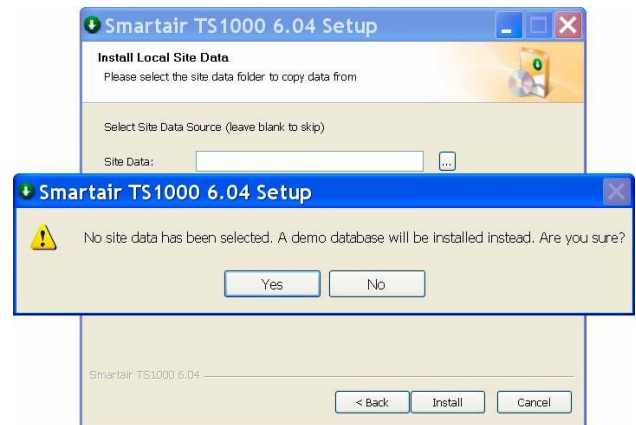 Smartair TS1000 6.04 Setup
Install Local Site Data
Please select the site data folder to copy data from
Select Site Data Source (leave blank to skip)
Site Data:
...
Smartair TS1000 6.04 Setup
No site data has been selected. A demo database will be installed instead. Are you sure?
Yes No
Smartair TS1000 6.04
< Back Install Cancel